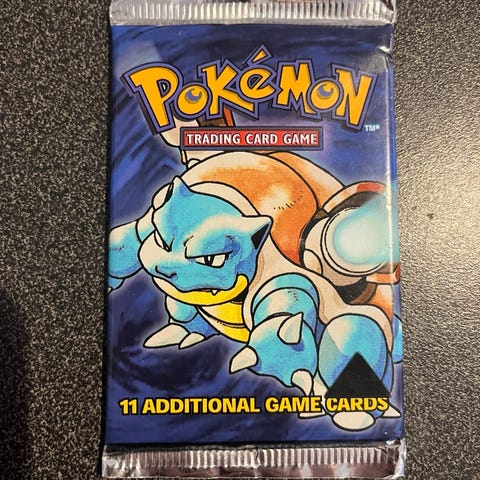 POKéMON
TM*
TRADING CARD GAME
11 ADDITIONAL GAME CARDS